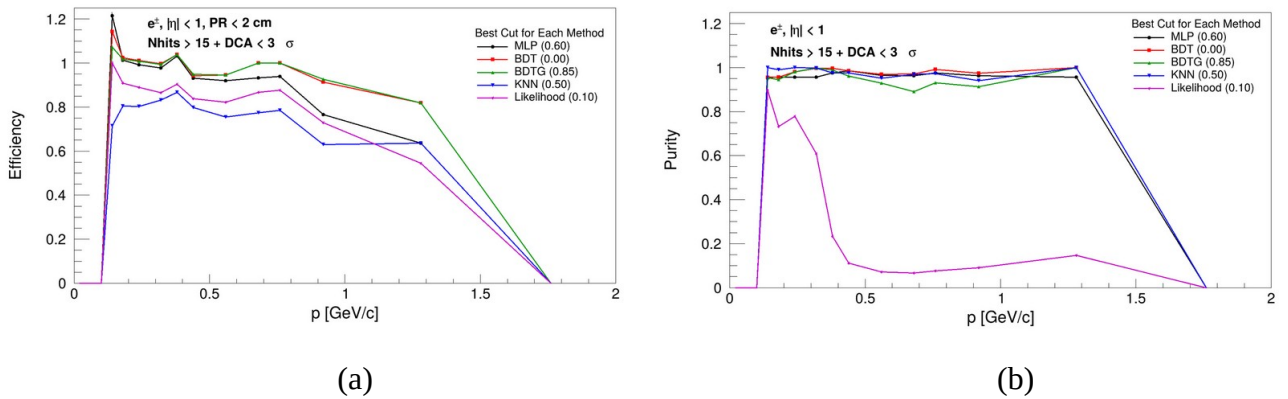 e±, |η| < 1, PR < 2 cm
Nhits > 15 + DCA < 3 σ
Best Cut for Each Method
MLP (0.60)
BDT (0.00)
BDTG (0.85)
KNN (0.50)
Likelihood (0.10)
Efficiency
1.2
1
0.8
0.6
0.4
0.2
0
0
0.5
1
1.5
2
p [GeV/c]
(a)
e±, |η| < 1
Nhits > 15 + DCA < 3 σ
Best Cut for Each Method
MLP (0.60)
BDT (0.00)
BDTG (0.85)
KNN (0.50)
Likelihood (0.10)
Purity
1.2
1
0.8
0.6
0.4
0.2
0
0
0.5
1
1.5
2
p [GeV/c]
(b)